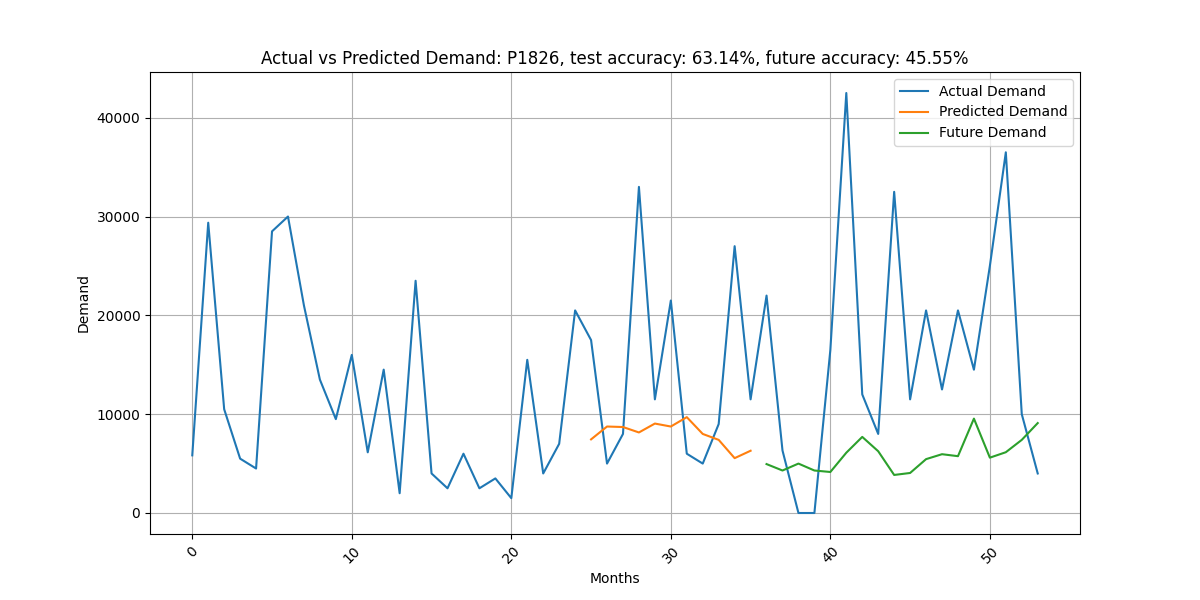 Actual vs Predicted Demand: P1826, test accuracy: 63.14%, future accuracy: 45.55%
Actual Demand
Predicted Demand
Future Demand
Demand
40000
30000
20000
10000
0
0 10 20 30 40 50
Months